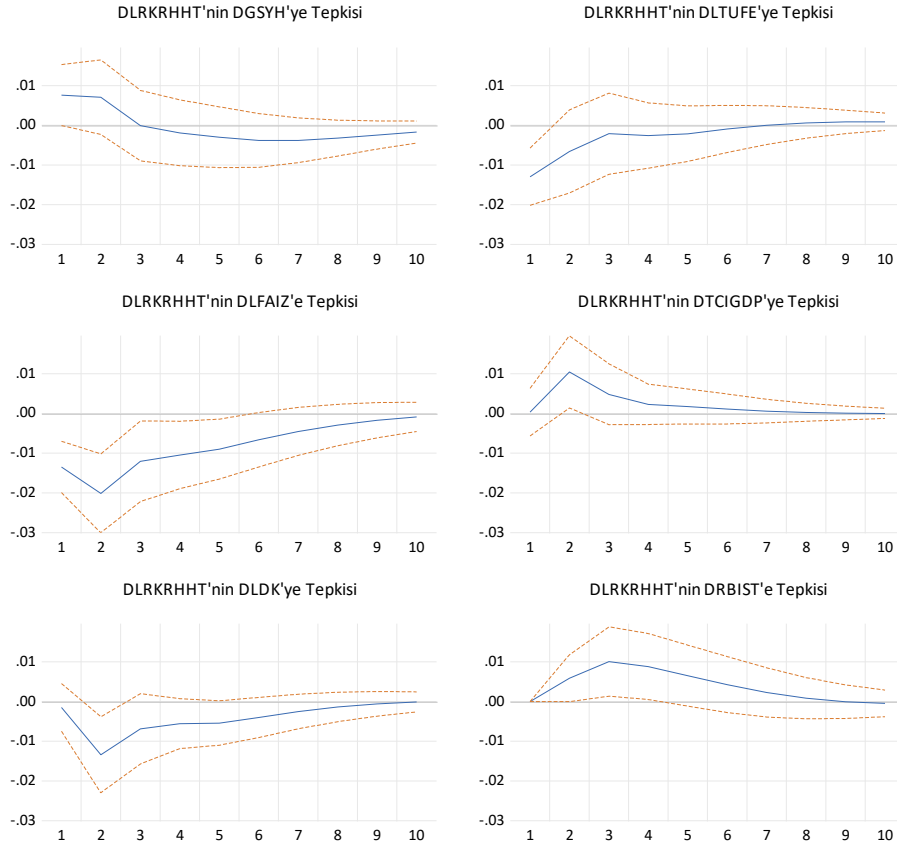 DLRKRHHT'nin DGSYH'ye Tepkisi
.01
.00
-.01
-.02
-.03
1 2 3 4 5 6 7 8 9 10
DLRKRHHT'nin DLTUFE'ye Tepkisi
.01
.00
-.01
-.02
-.03
1 2 3 4 5 6 7 8 9 10
DLRKRHHT'nin DLFAIZ'e Tepkisi
.01
.00
-.01
-.02
-.03
1 2 3 4 5 6 7 8 9 10
DLRKRHHT'nin DTCIGDP'ye Tepkisi
.01
.00
-.01
-.02
-.03
1 2 3 4 5 6 7 8 9 10
DLRKRHHT'nin DLDK'ye Tepkisi
.01
.00
-.01
-.02
-.03
1 2 3 4 5 6 7 8 9 10
DLRKRHHT'nin DRBIST'e Tepkisi
.01
.00
-.01
-.02
-.03
1 2 3 4 5 6 7 8 9 10